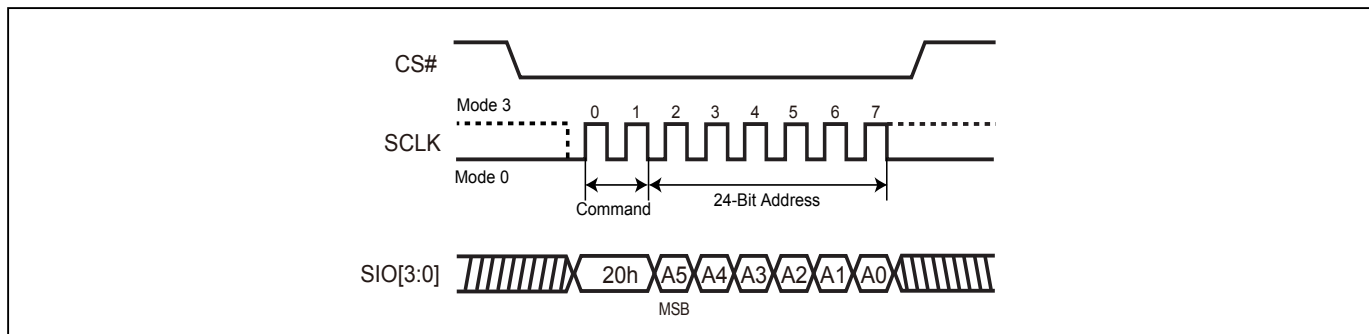 CS#
Mode 3
0 1 2 3 4 5 6 7
SCLK
Mode 0
Command
24-Bit Address
SIO[3:0]
20h A5 A4 A3 A2 A1 A0
MSB